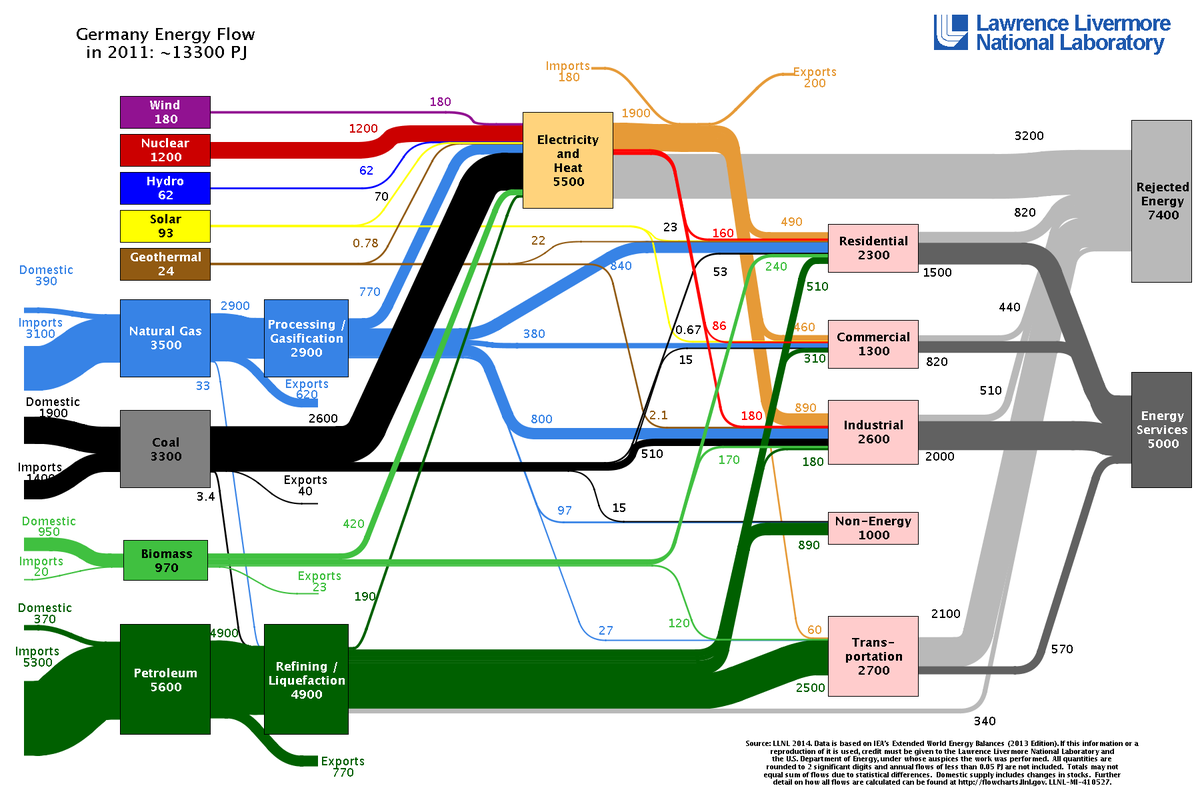 Germany Energy Flow
in 2011: ~13300 PJ
Lawrence Livermore
National Laboratory
Imports
180
Exports
200
Wind
180
180
1900
Nuclear
1200
1200
Electricity
and
Heat
5500
3200
Rejected
Energy
7400
Hydro
62
62
70
Solar
93
0.78
22
23
160
490
820
Residential
2300
1500
Geothermal
24
Domestic
390
Imports
3100
Natural Gas
3500
2900
Processing /
Gasification
2900
770
840
53
240
510
33
Exports
620
380
0.67
15
86
460
310
Commercial
1300
440
820
Domestic
1900
Imports
1400
Coal
3300
2600
Exports
40
3.4
800
2.1
510
180
890
170
180
Industrial
2600
510
2000
Energy
Services
5000
Domestic
950
Imports
20
Biomass
970
420
Exports
23
97
15
890
Non-Energy
1000
Domestic
370
Imports
5300
Petroleum
5600
4900
Refining /
Liquefaction
4900
190
27
120
60
2500
Trans-
portation
2700
2100
570
340
Exports
770
Source: LLNL 2014. Data is based on IEA's Extended World Energy Balances (2013 Edition). If this information or a
reproduction of it is used, credit must be given to the Lawrence Livermore National Laboratory and
the U.S. Department of Energy, under whose auspices the work was performed. All quantities are
rounded to 2 significant digits and annual flows of less than 0.05 PJ are not included. Totals may not
equal sum of flows due to statistical differences. Domestic supply includes changes in stocks. Further
detail on how all flows are calculated can be found at http://flowcharts.llnl.gov. LLNL-MI-410527.